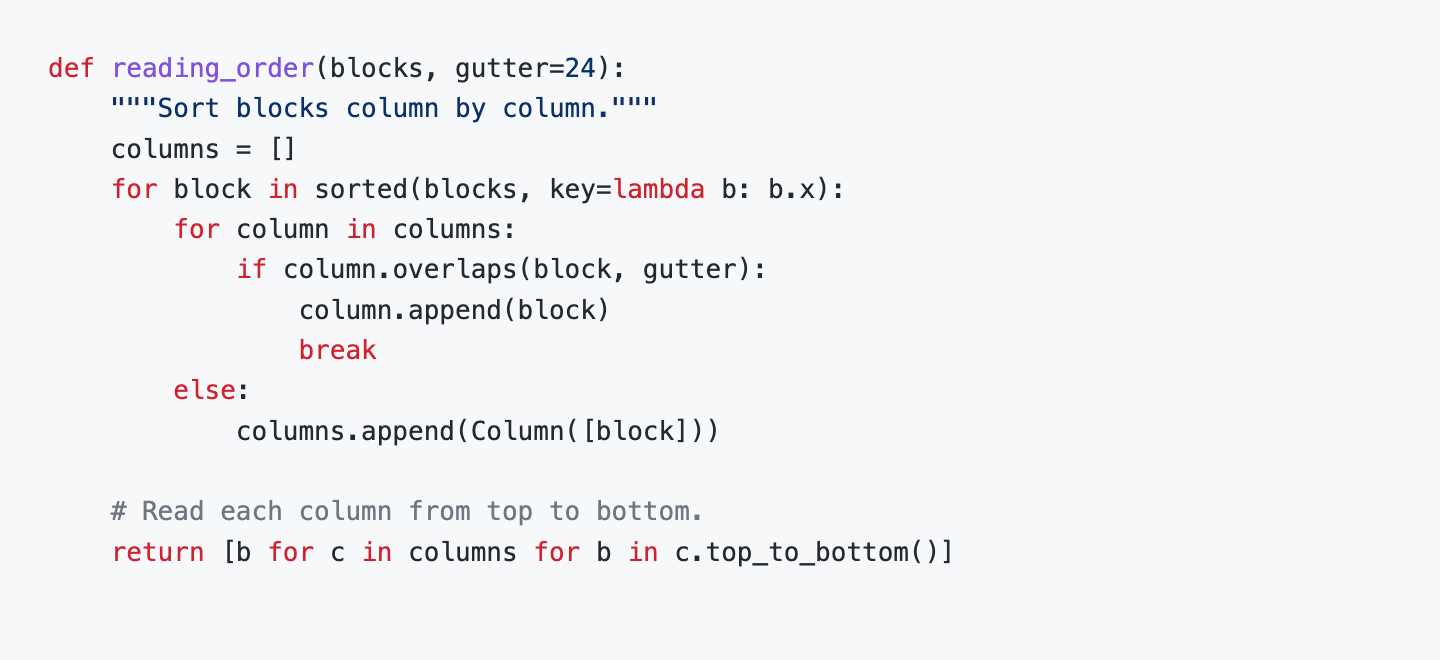 def reading_order(blocks, gutter=24):
    """Sort blocks column by column."""
    columns = []
    for block in sorted(blocks, key=lambda b: b.x):
        for column in columns:
            if column.overlaps(block, gutter):
                column.append(block)
                break
        else:
            columns.append(Column([block]))

    # Read each column from top to bottom.
    return [b for c in columns for b in c.top_to_bottom()]